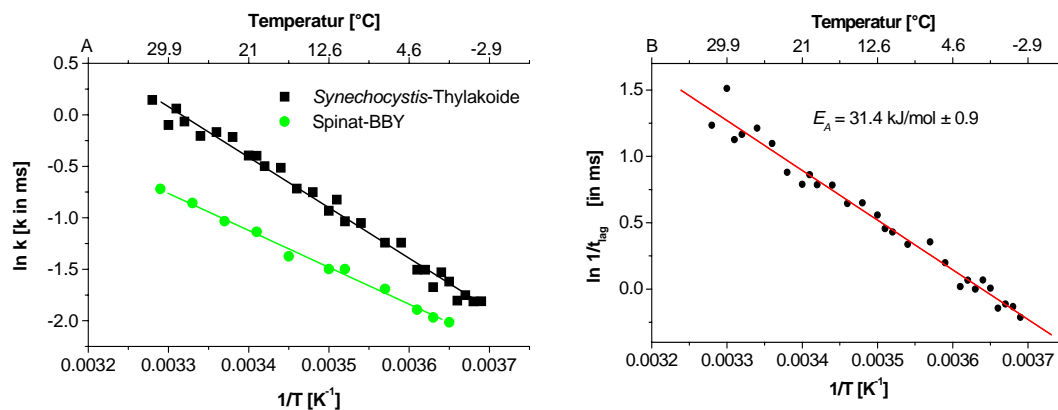 Temperatur [°C]
A
29.9 21 12.6 4.6 -2.9
0.5
0.0
-0.5
-1.0
-1.5
-2.0
ln k [k in ms]
Synechocystis-Thylakoide
Spinat-BBY
0.0032 0.0033 0.0034 0.0035 0.0036 0.0037
1/T [K-1]
Temperatur [°C]
B
29.9 21 12.6 4.6 -2.9
1.5
1.0
0.5
0.0
ln 1/tlag [in ms]
EA = 31.4 kJ/mol ± 0.9
0.0032 0.0033 0.0034 0.0035 0.0036 0.0037
1/T [K-1]